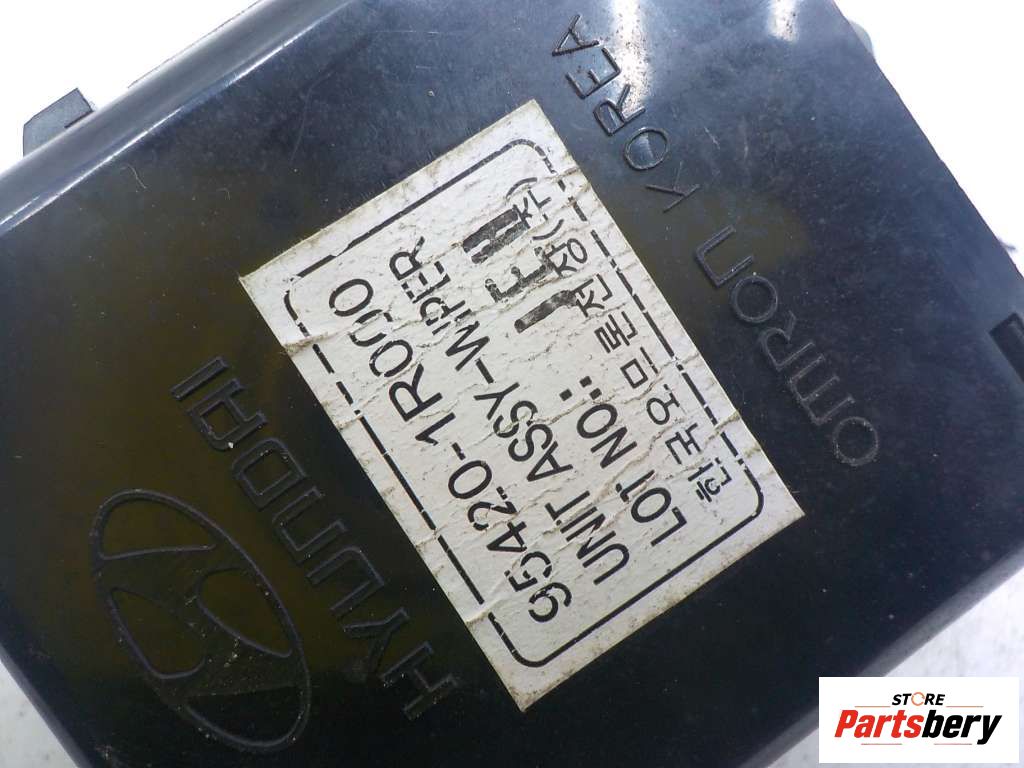 HYUNDAI
95420-1R000
UNIT ASSY-WIPER
LOT NO.: 1EH
한국오므론전장(주)
OMRON KOREA
STORE
Partsbery